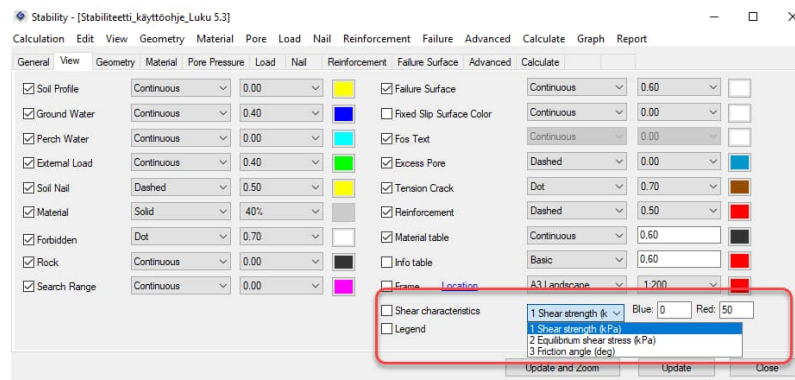 Stability - [Stabiliteetti_käyttöohje_Luku 5.3]
Calculation Edit View Geometry Material Pore Load Nail Reinforcement Failure Advanced Calculate Graph Report
General View Geometry Material Pore Pressure Load Nail Reinforcement Failure Surface Advanced Calculate
Soil Profile Continuous 0.00 Failure Surface Continuous 0.60
Ground Water Continuous 0.40 Fixed Slip Surface Color Continuous 0.00
Perch Water Continuous 0.00 Fos Text Continuous 0.00
External Load Continuous 0.40 Excess Pore Dashed 0.00
Soil Nail Dashed 0.50 Tension Crack Dot 0.70
Material Solid 40% Reinforcement Dashed 0.50
Forbidden Dot 0.70 Material table Continuous 0,60
Rock Continuous 0.00 Info table Basic 0,60
Search Range Continuous 0.00 Frame Location A3 Landscape 1:200
Shear characteristics 1 Shear strength (k Blue: 0 Red: 50
Legend 1 Shear strength (kPa)
2 Equilibrium shear stress (kPa)
3 Friction angle (deg)
Update and Zoom Update Close